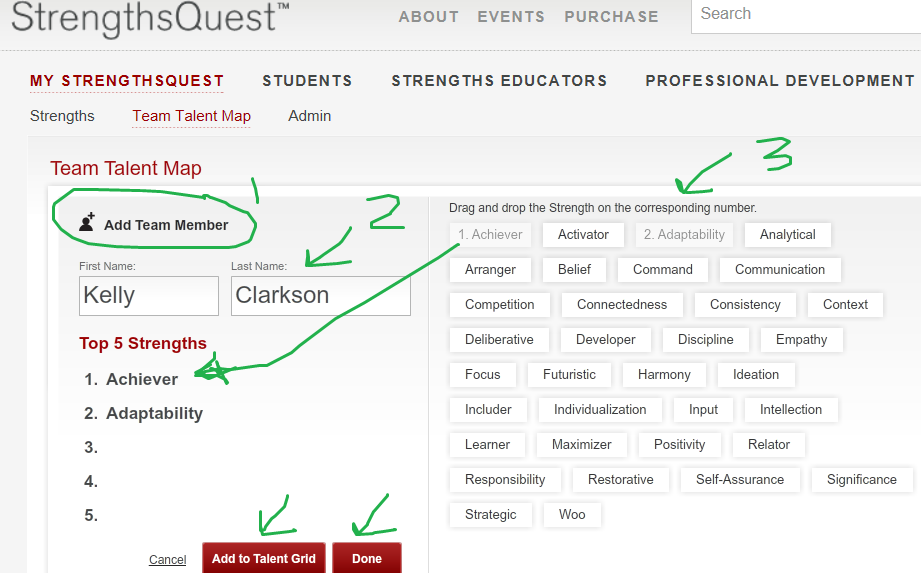 StrengthsQuest™
ABOUT EVENTS PURCHASE
Search
MY STRENGTHSQUEST STUDENTS STRENGTHS EDUCATORS PROFESSIONAL DEVELOPMENT
Strengths Team Talent Map Admin
Team Talent Map
1
Add Team Member
2
First Name:
Last Name:
Kelly
Clarkson
Top 5 Strengths
1. Achiever
2. Adaptability
3.
4.
5.
Cancel
Add to Talent Grid
Done
3
Drag and drop the Strength on the corresponding number.
1. Achiever Activator 2. Adaptability Analytical
Arranger Belief Command Communication
Competition Connectedness Consistency Context
Deliberative Developer Discipline Empathy
Focus Futuristic Harmony Ideation
Includer Individualization Input Intellection
Learner Maximizer Positivity Relator
Responsibility Restorative Self-Assurance Significance
Strategic Woo